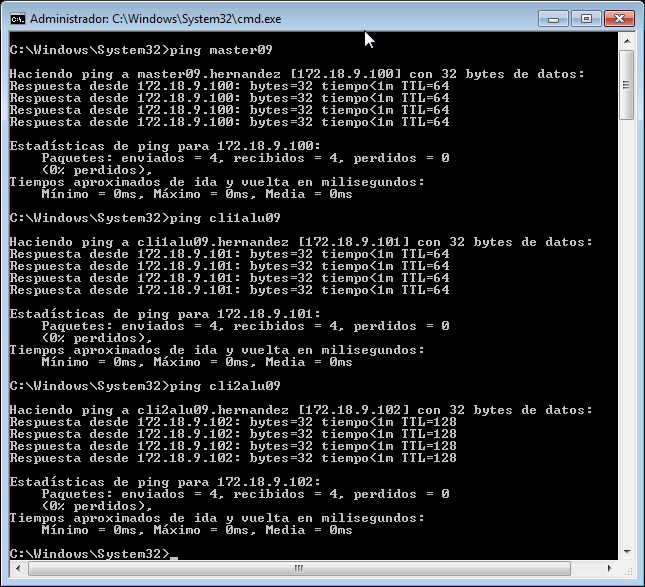 Administrador: C:\Windows\System32\cmd.exe
C:\Windows\System32>ping master09
Haciendo ping a master09.hernandez [172.18.9.100] con 32 bytes de datos:
Respuesta desde 172.18.9.100: bytes=32 tiempo<1m TTL=64
Respuesta desde 172.18.9.100: bytes=32 tiempo<1m TTL=64
Respuesta desde 172.18.9.100: bytes=32 tiempo<1m TTL=64
Respuesta desde 172.18.9.100: bytes=32 tiempo<1m TTL=64
Estadísticas de ping para 172.18.9.100:
Paquetes: enviados = 4, recibidos = 4, perdidos = 0
(0% perdidos),
Tiempos aproximados de ida y vuelta en milisegundos:
Mínimo = 0ms, Máximo = 0ms, Media = 0ms
C:\Windows\System32>ping cli1alu09
Haciendo ping a cli1alu09.hernandez [172.18.9.101] con 32 bytes de datos:
Respuesta desde 172.18.9.101: bytes=32 tiempo<1m TTL=64
Respuesta desde 172.18.9.101: bytes=32 tiempo<1m TTL=64
Respuesta desde 172.18.9.101: bytes=32 tiempo<1m TTL=64
Respuesta desde 172.18.9.101: bytes=32 tiempo<1m TTL=64
Estadísticas de ping para 172.18.9.101:
Paquetes: enviados = 4, recibidos = 4, perdidos = 0
(0% perdidos),
Tiempos aproximados de ida y vuelta en milisegundos:
Mínimo = 0ms, Máximo = 0ms, Media = 0ms
C:\Windows\System32>ping cli2alu09
Haciendo ping a cli2alu09.hernandez [172.18.9.102] con 32 bytes de datos:
Respuesta desde 172.18.9.102: bytes=32 tiempo<1m TTL=128
Respuesta desde 172.18.9.102: bytes=32 tiempo<1m TTL=128
Respuesta desde 172.18.9.102: bytes=32 tiempo<1m TTL=128
Respuesta desde 172.18.9.102: bytes=32 tiempo<1m TTL=128
Estadísticas de ping para 172.18.9.102:
Paquetes: enviados = 4, recibidos = 4, perdidos = 0
(0% perdidos),
Tiempos aproximados de ida y vuelta en milisegundos:
Mínimo = 0ms, Máximo = 0ms, Media = 0ms
C:\Windows\System32>_